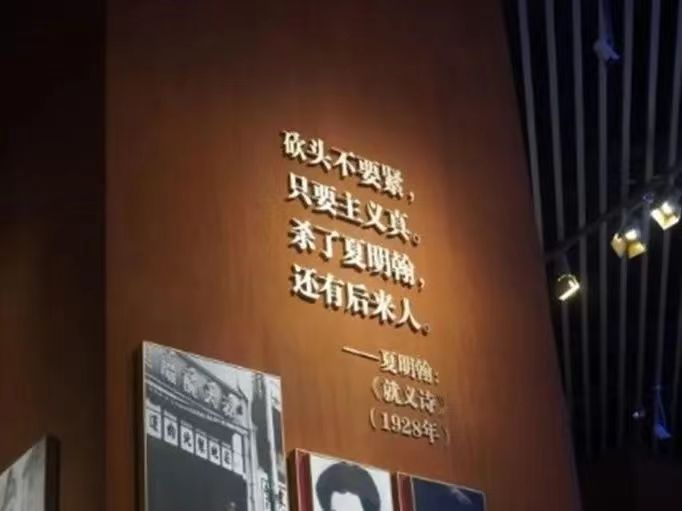 砍头不要紧，
只要主义真。
杀了夏明翰，
还有后来人。
——夏明翰：
《就义诗》
（1928年）